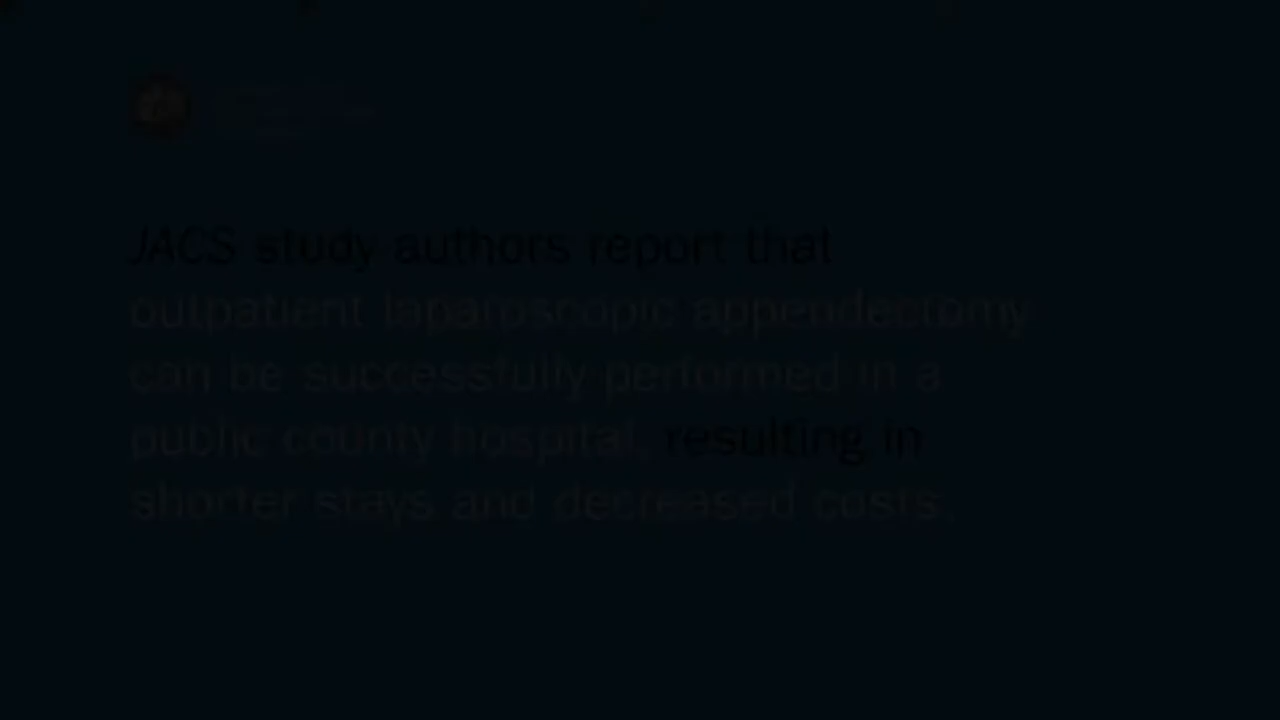 JACS study authors report that
outpatient laparoscopic appendectomy
can be successfully performed in a
public county hospital, resulting in
shorter stays and decreased costs.